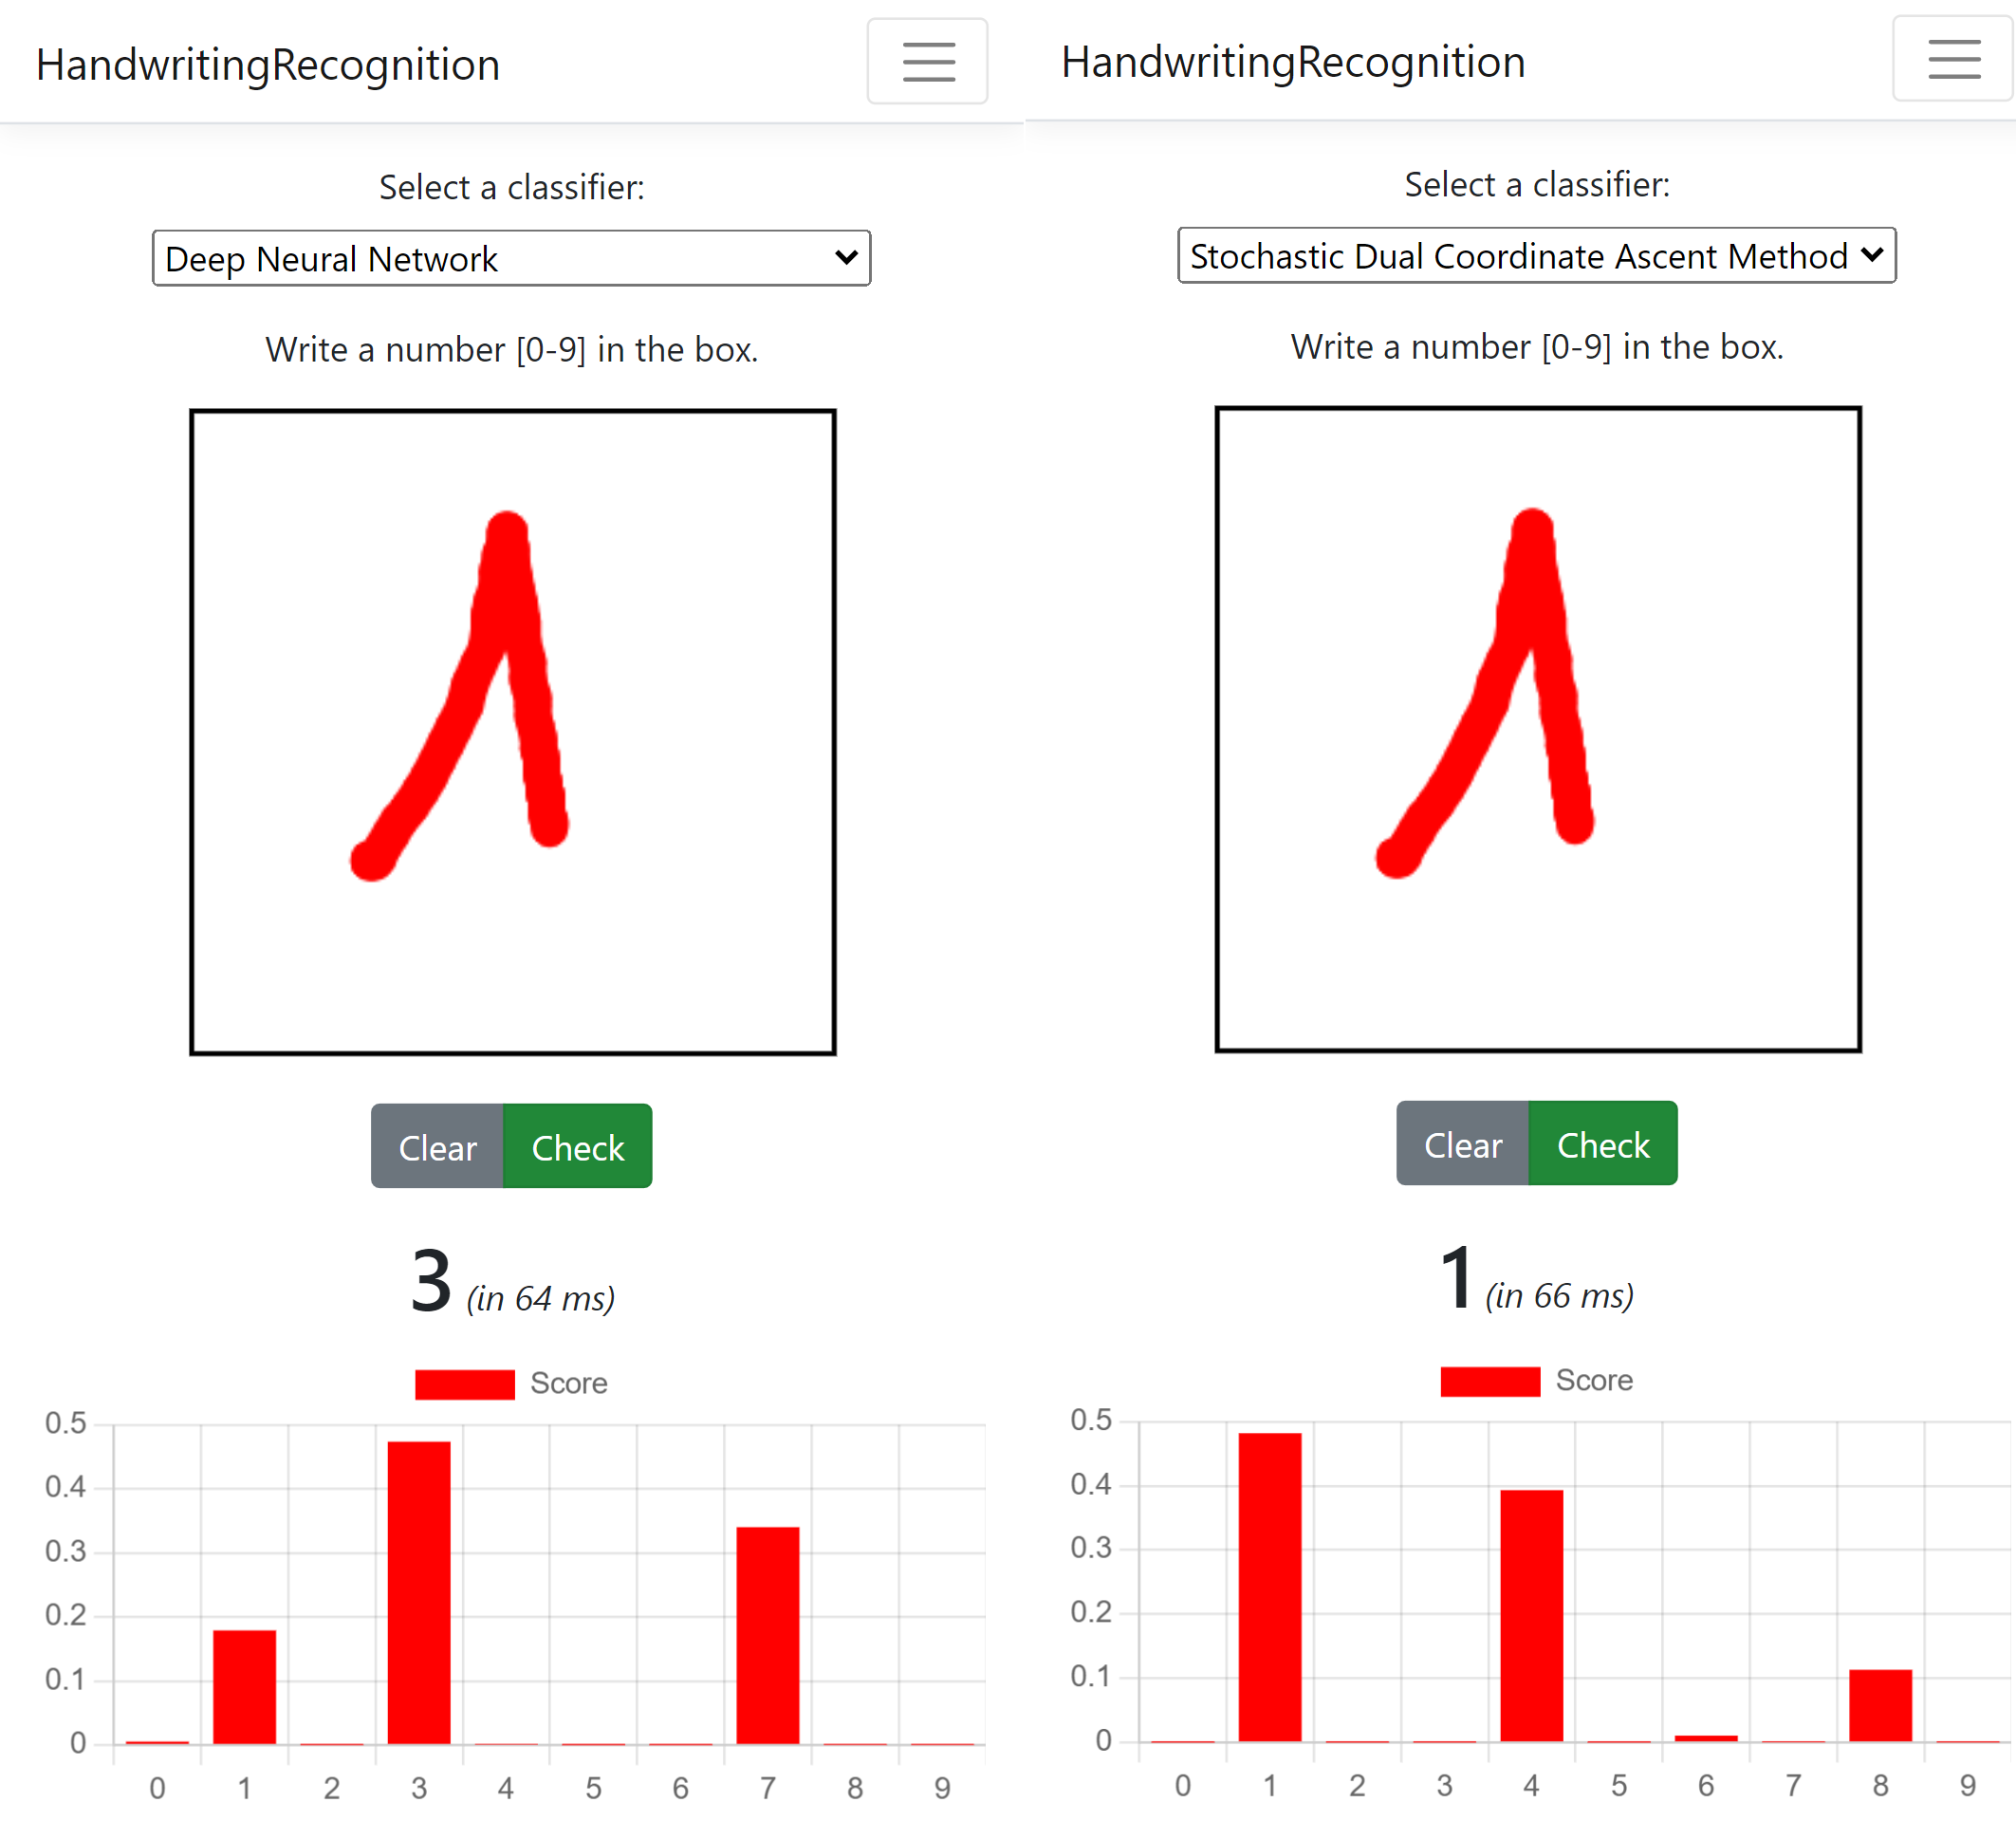 HandwritingRecognition
Select a classifier:
Deep Neural Network
Write a number [0-9] in the box.
Clear Check
3 (in 64 ms)
Score
0.5
0.4
0.3
0.2
0.1
0
0 1 2 3 4 5 6 7 8 9
HandwritingRecognition
Select a classifier:
Stochastic Dual Coordinate Ascent Method
Write a number [0-9] in the box.
Clear Check
1 (in 66 ms)
Score
0.5
0.4
0.3
0.2
0.1
0
0 1 2 3 4 5 6 7 8 9